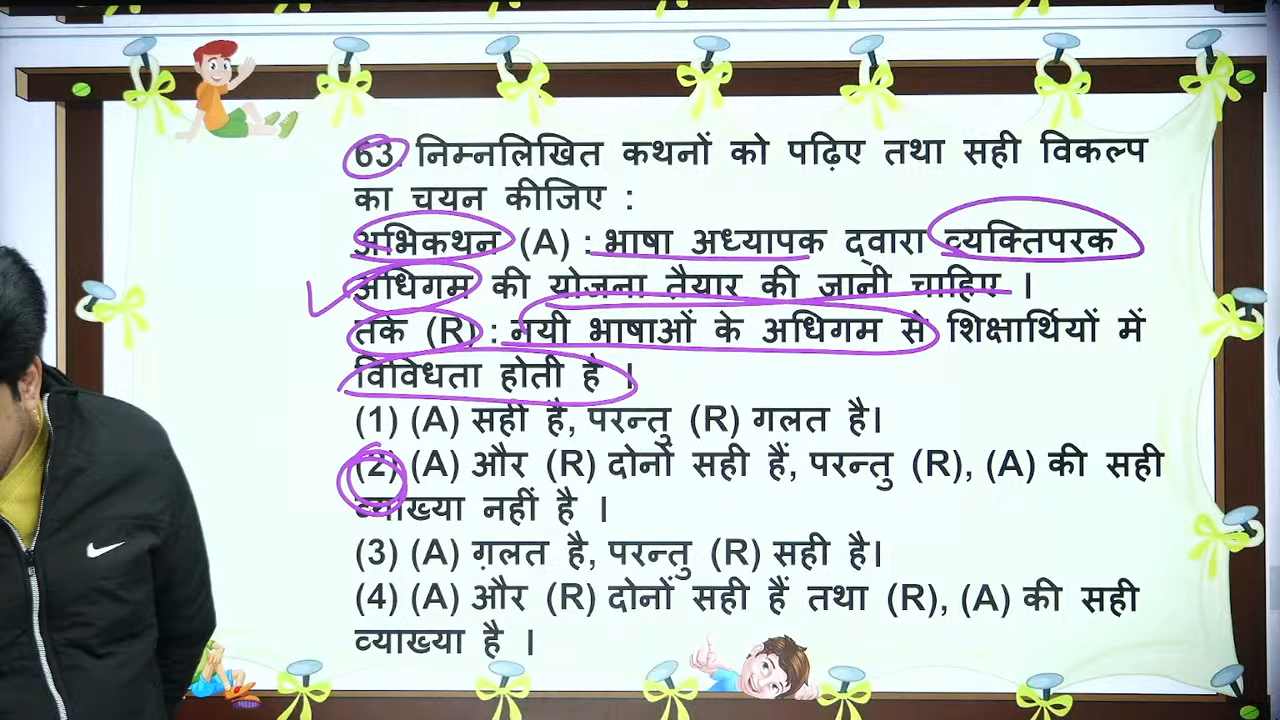 63. निम्नलिखित कथनों को पढ़िए तथा सही विकल्प
का चयन कीजिए :
अभिकथन (A) : भाषा अध्यापक द्वारा व्यक्तिपरक
अधिगम की योजना तैयार की जानी चाहिए ।
तर्क (R) : नयी भाषाओं के अधिगम से शिक्षार्थियों में
विविधता होती है ।
(1) (A) सही है, परन्तु (R) गलत है।
(2) (A) और (R) दोनों सही हैं, परन्तु (R), (A) की सही
व्याख्या नहीं है ।
(3) (A) ग़लत है, परन्तु (R) सही है।
(4) (A) और (R) दोनों सही हैं तथा (R), (A) की सही
व्याख्या है ।